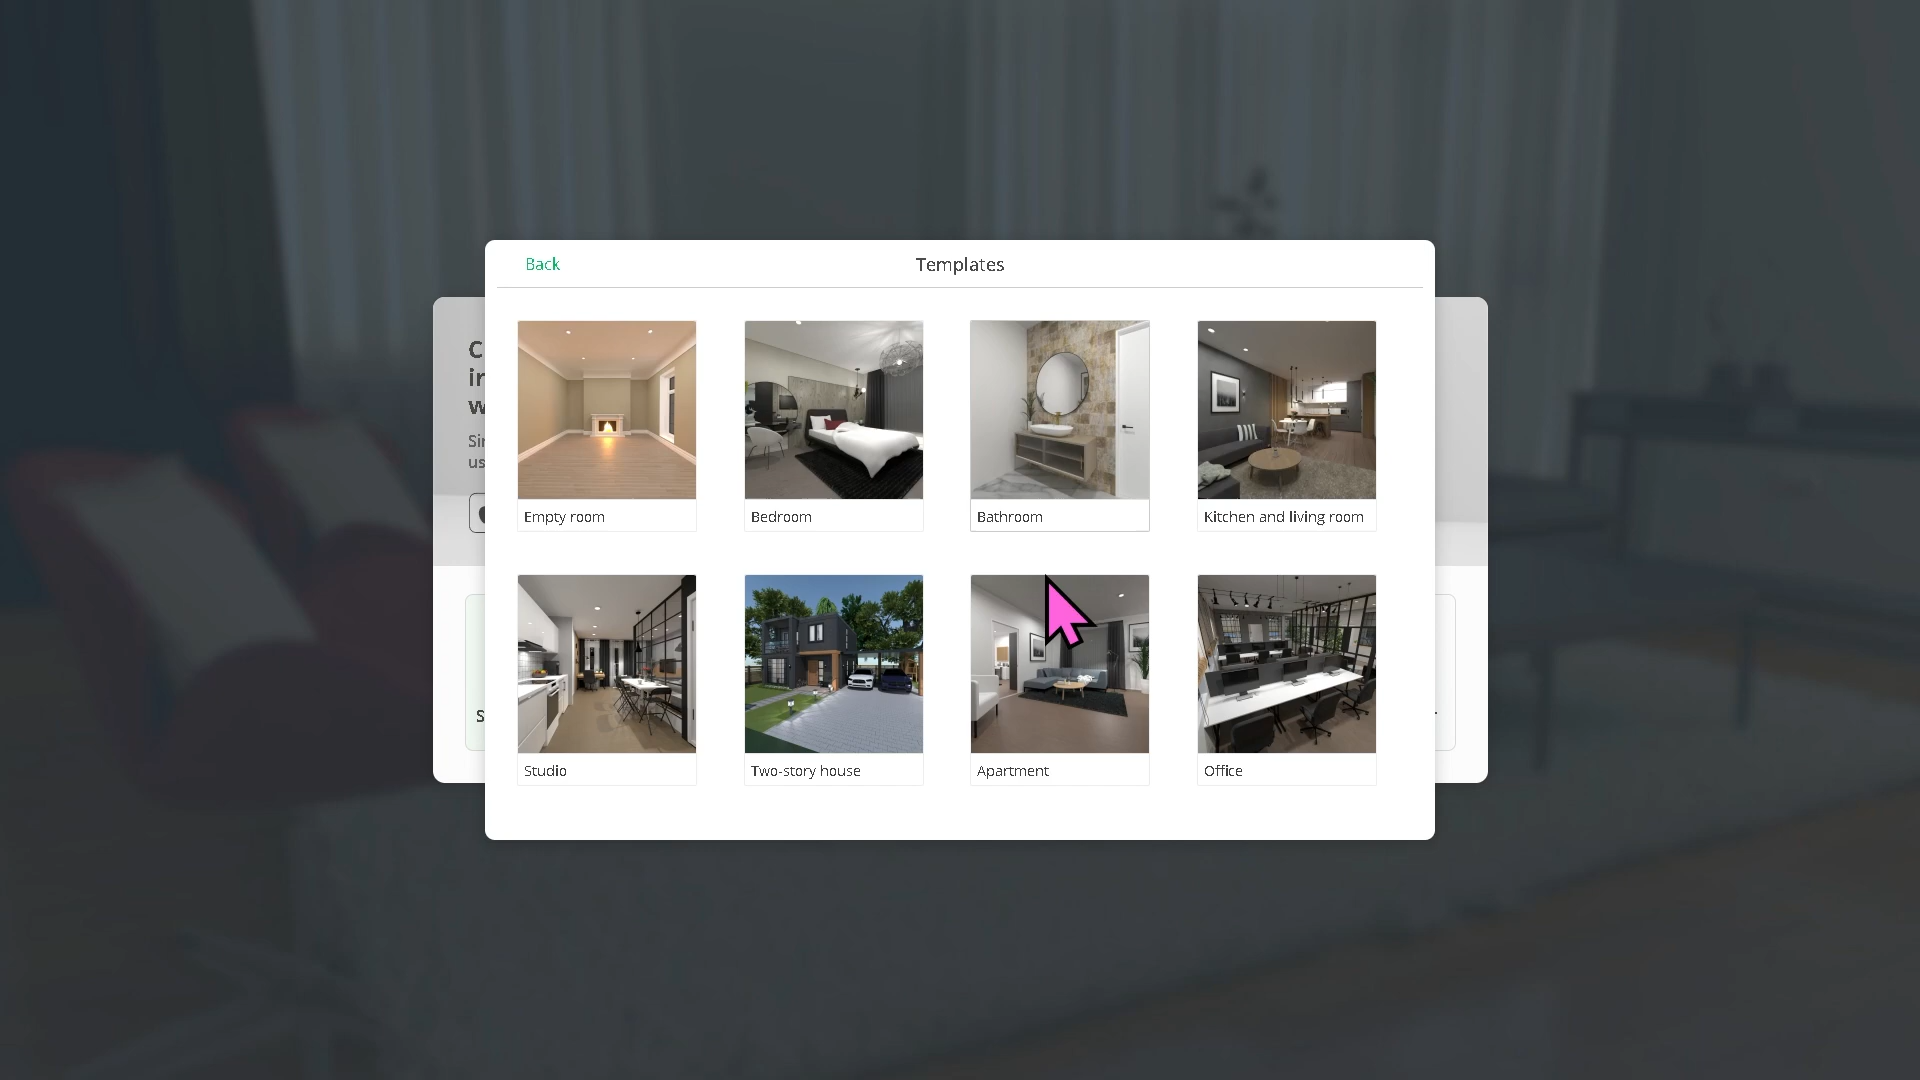 Back
Templates
Empty room
Bedroom
Bathroom
Kitchen and living room
Studio
Two-story house
Apartment
Office